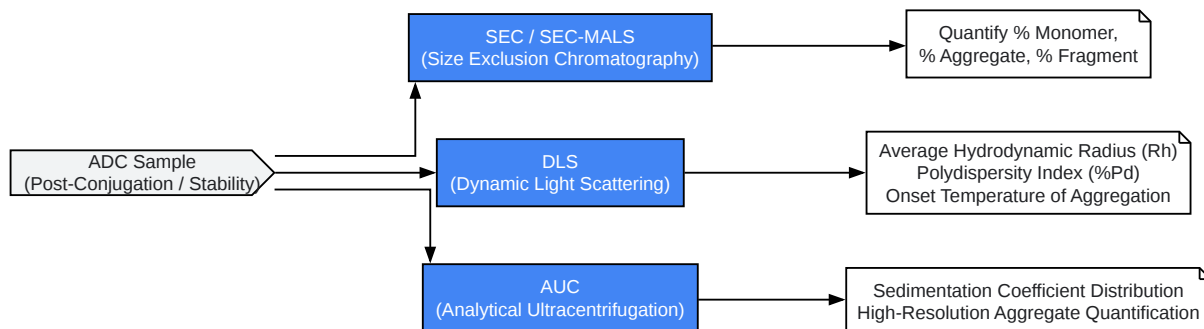 SEC / SEC-MALS
(Size Exclusion Chromatography)
Quantify % Monomer,
% Aggregate, % Fragment
ADC Sample
(Post-Conjugation / Stability)
DLS
(Dynamic Light Scattering)
Average Hydrodynamic Radius (Rh)
Polydispersity Index (%Pd)
Onset Temperature of Aggregation
AUC
(Analytical Ultracentrifugation)
Sedimentation Coefficient Distribution
High-Resolution Aggregate Quantification